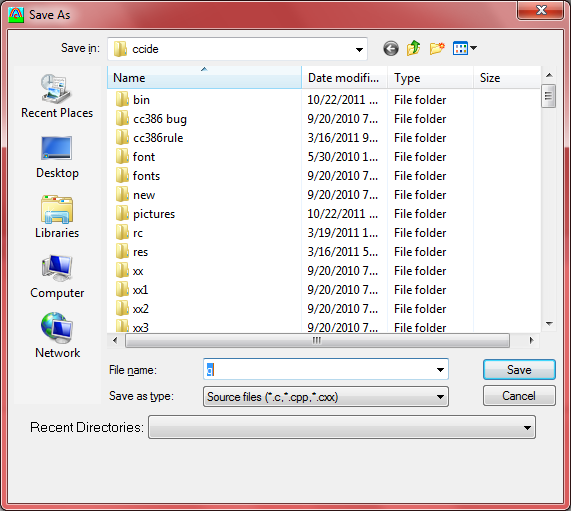 Save As
Save in: ccide
Name Date modifi... Type Size
bin 10/22/2011 ... File folder
cc386 bug 9/20/2010 7... File folder
cc386rule 3/16/2011 9... File folder
font 5/30/2010 1... File folder
fonts 9/20/2010 7... File folder
new 9/20/2010 7... File folder
pictures 10/22/2011 ... File folder
rc 3/19/2011 1... File folder
res 3/16/2011 5... File folder
xx 9/20/2010 7... File folder
xx1 9/20/2010 7... File folder
xx2 9/20/2010 7... File folder
xx3 9/20/2010 7... File folder
Recent Places
Desktop
Libraries
Computer
Network
File name: q Save
Save as type: Source files (*.c,*.cpp,*.cxx) Cancel
Recent Directories: